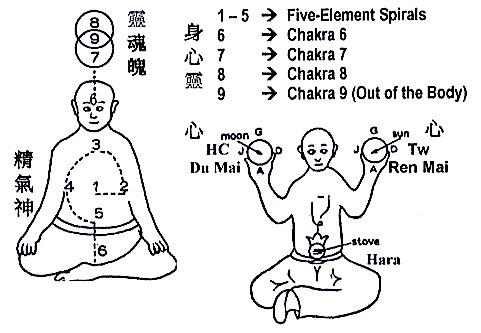 8
9
7
靈魂魄
6
精氣神
3
4
1
2
5
6
身心靈
1 – 5 → Five-Element Spirals
6 → Chakra 6
7 → Chakra 7
8 → Chakra 8
9 → Chakra 9 (Out of the Body)
心
HC
Du Mai
moon
G
J
D
A
心
Tw
Ren Mai
sun
G
J
D
A
stove
Hara